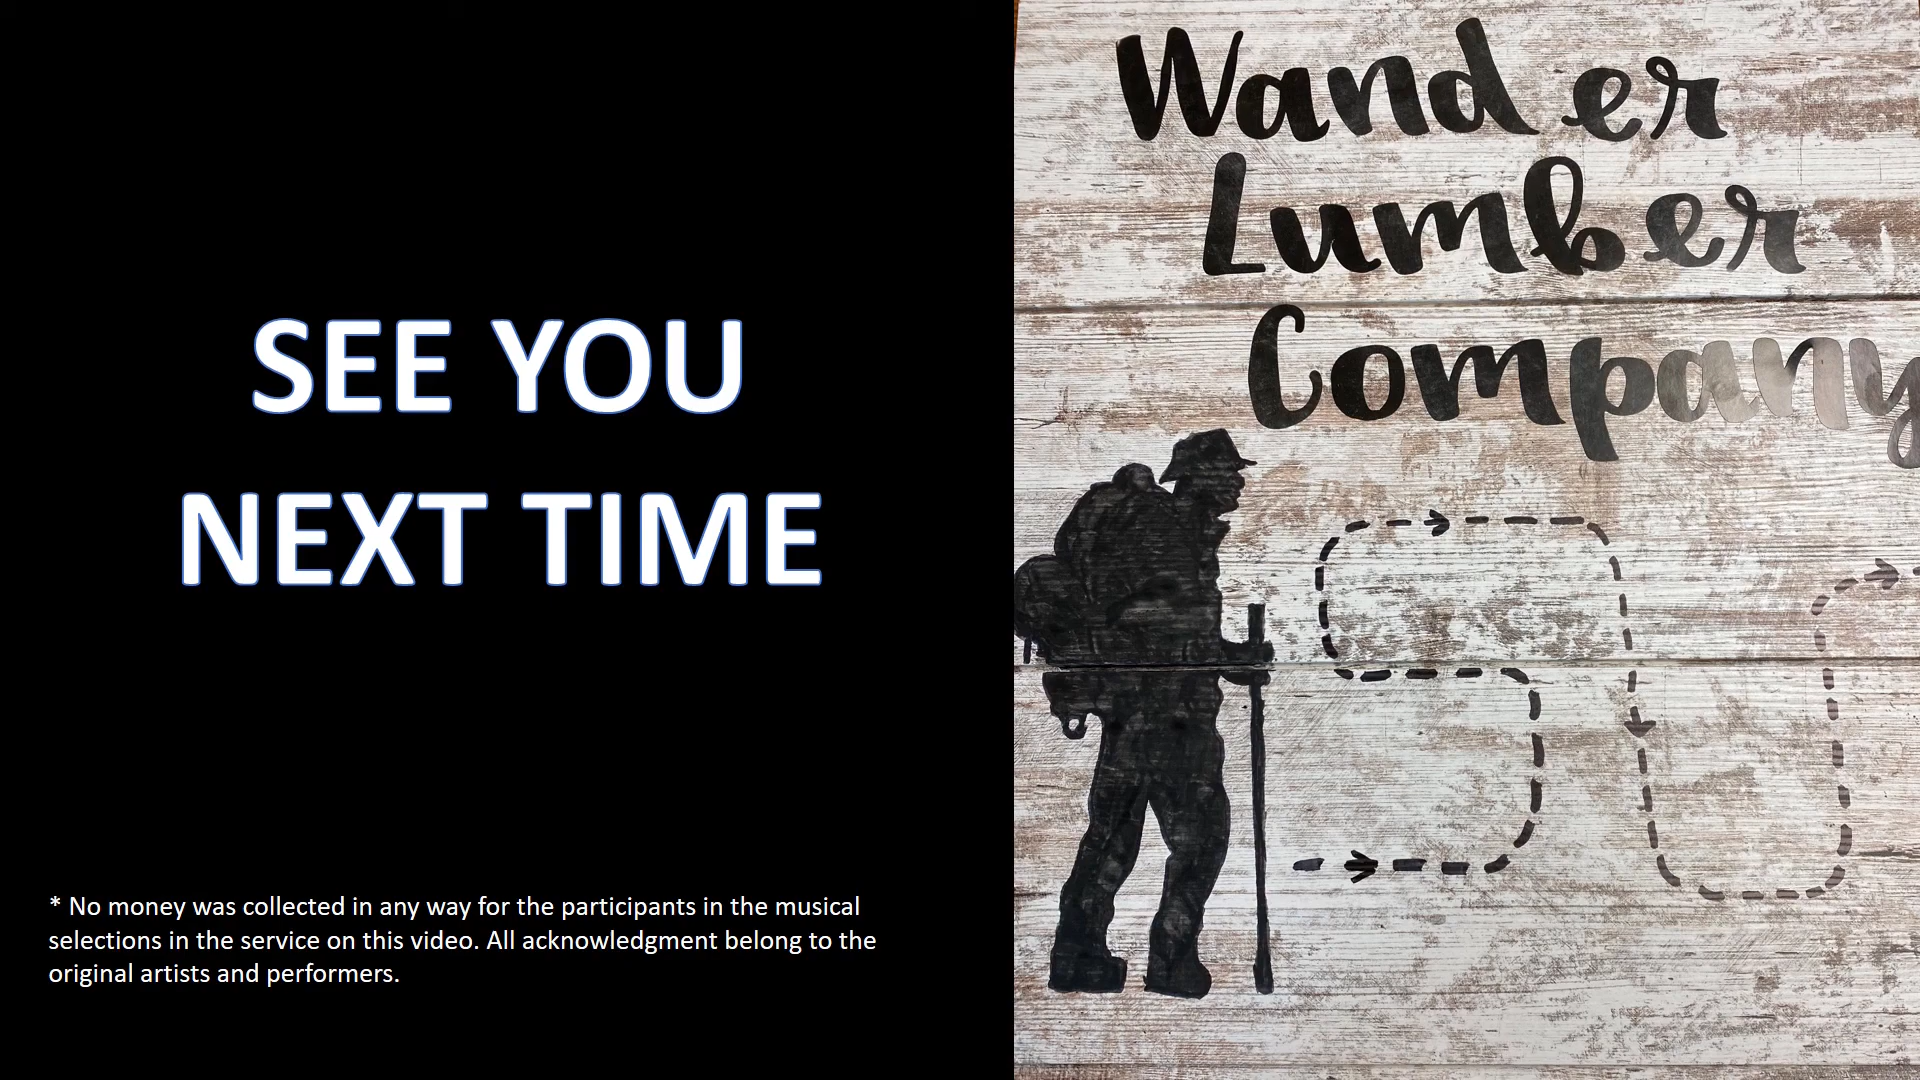 SEE YOU
NEXT TIME
* No money was collected in any way for the participants in the musical
selections in the service on this video. All acknowledgment belong to the
original artists and performers.
Wander
Lumber
Company